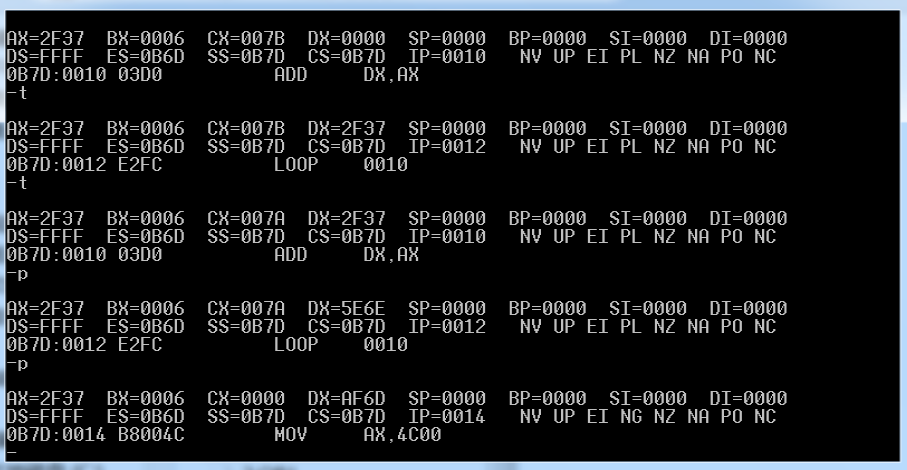 AX=2F37  BX=0006  CX=007B  DX=0000  SP=0000  BP=0000  SI=0000  DI=0000
DS=FFFF  ES=0B6D  SS=0B7D  CS=0B7D  IP=0010   NV UP EI PL NZ NA PO NC
0B7D:0010 03D0          ADD     DX,AX
-t
AX=2F37  BX=0006  CX=007B  DX=2F37  SP=0000  BP=0000  SI=0000  DI=0000
DS=FFFF  ES=0B6D  SS=0B7D  CS=0B7D  IP=0012   NV UP EI PL NZ NA PO NC
0B7D:0012 E2FC          LOOP    0010
-t
AX=2F37  BX=0006  CX=007A  DX=2F37  SP=0000  BP=0000  SI=0000  DI=0000
DS=FFFF  ES=0B6D  SS=0B7D  CS=0B7D  IP=0010   NV UP EI PL NZ NA PO NC
0B7D:0010 03D0          ADD     DX,AX
-p
AX=2F37  BX=0006  CX=007A  DX=5E6E  SP=0000  BP=0000  SI=0000  DI=0000
DS=FFFF  ES=0B6D  SS=0B7D  CS=0B7D  IP=0012   NV UP EI PL NZ NA PO NC
0B7D:0012 E2FC          LOOP    0010
-p
AX=2F37  BX=0006  CX=0000  DX=AF6D  SP=0000  BP=0000  SI=0000  DI=0000
DS=FFFF  ES=0B6D  SS=0B7D  CS=0B7D  IP=0014   NV UP EI NG NZ NA PO NC
0B7D:0014 B8004C        MOV     AX,4C00
-